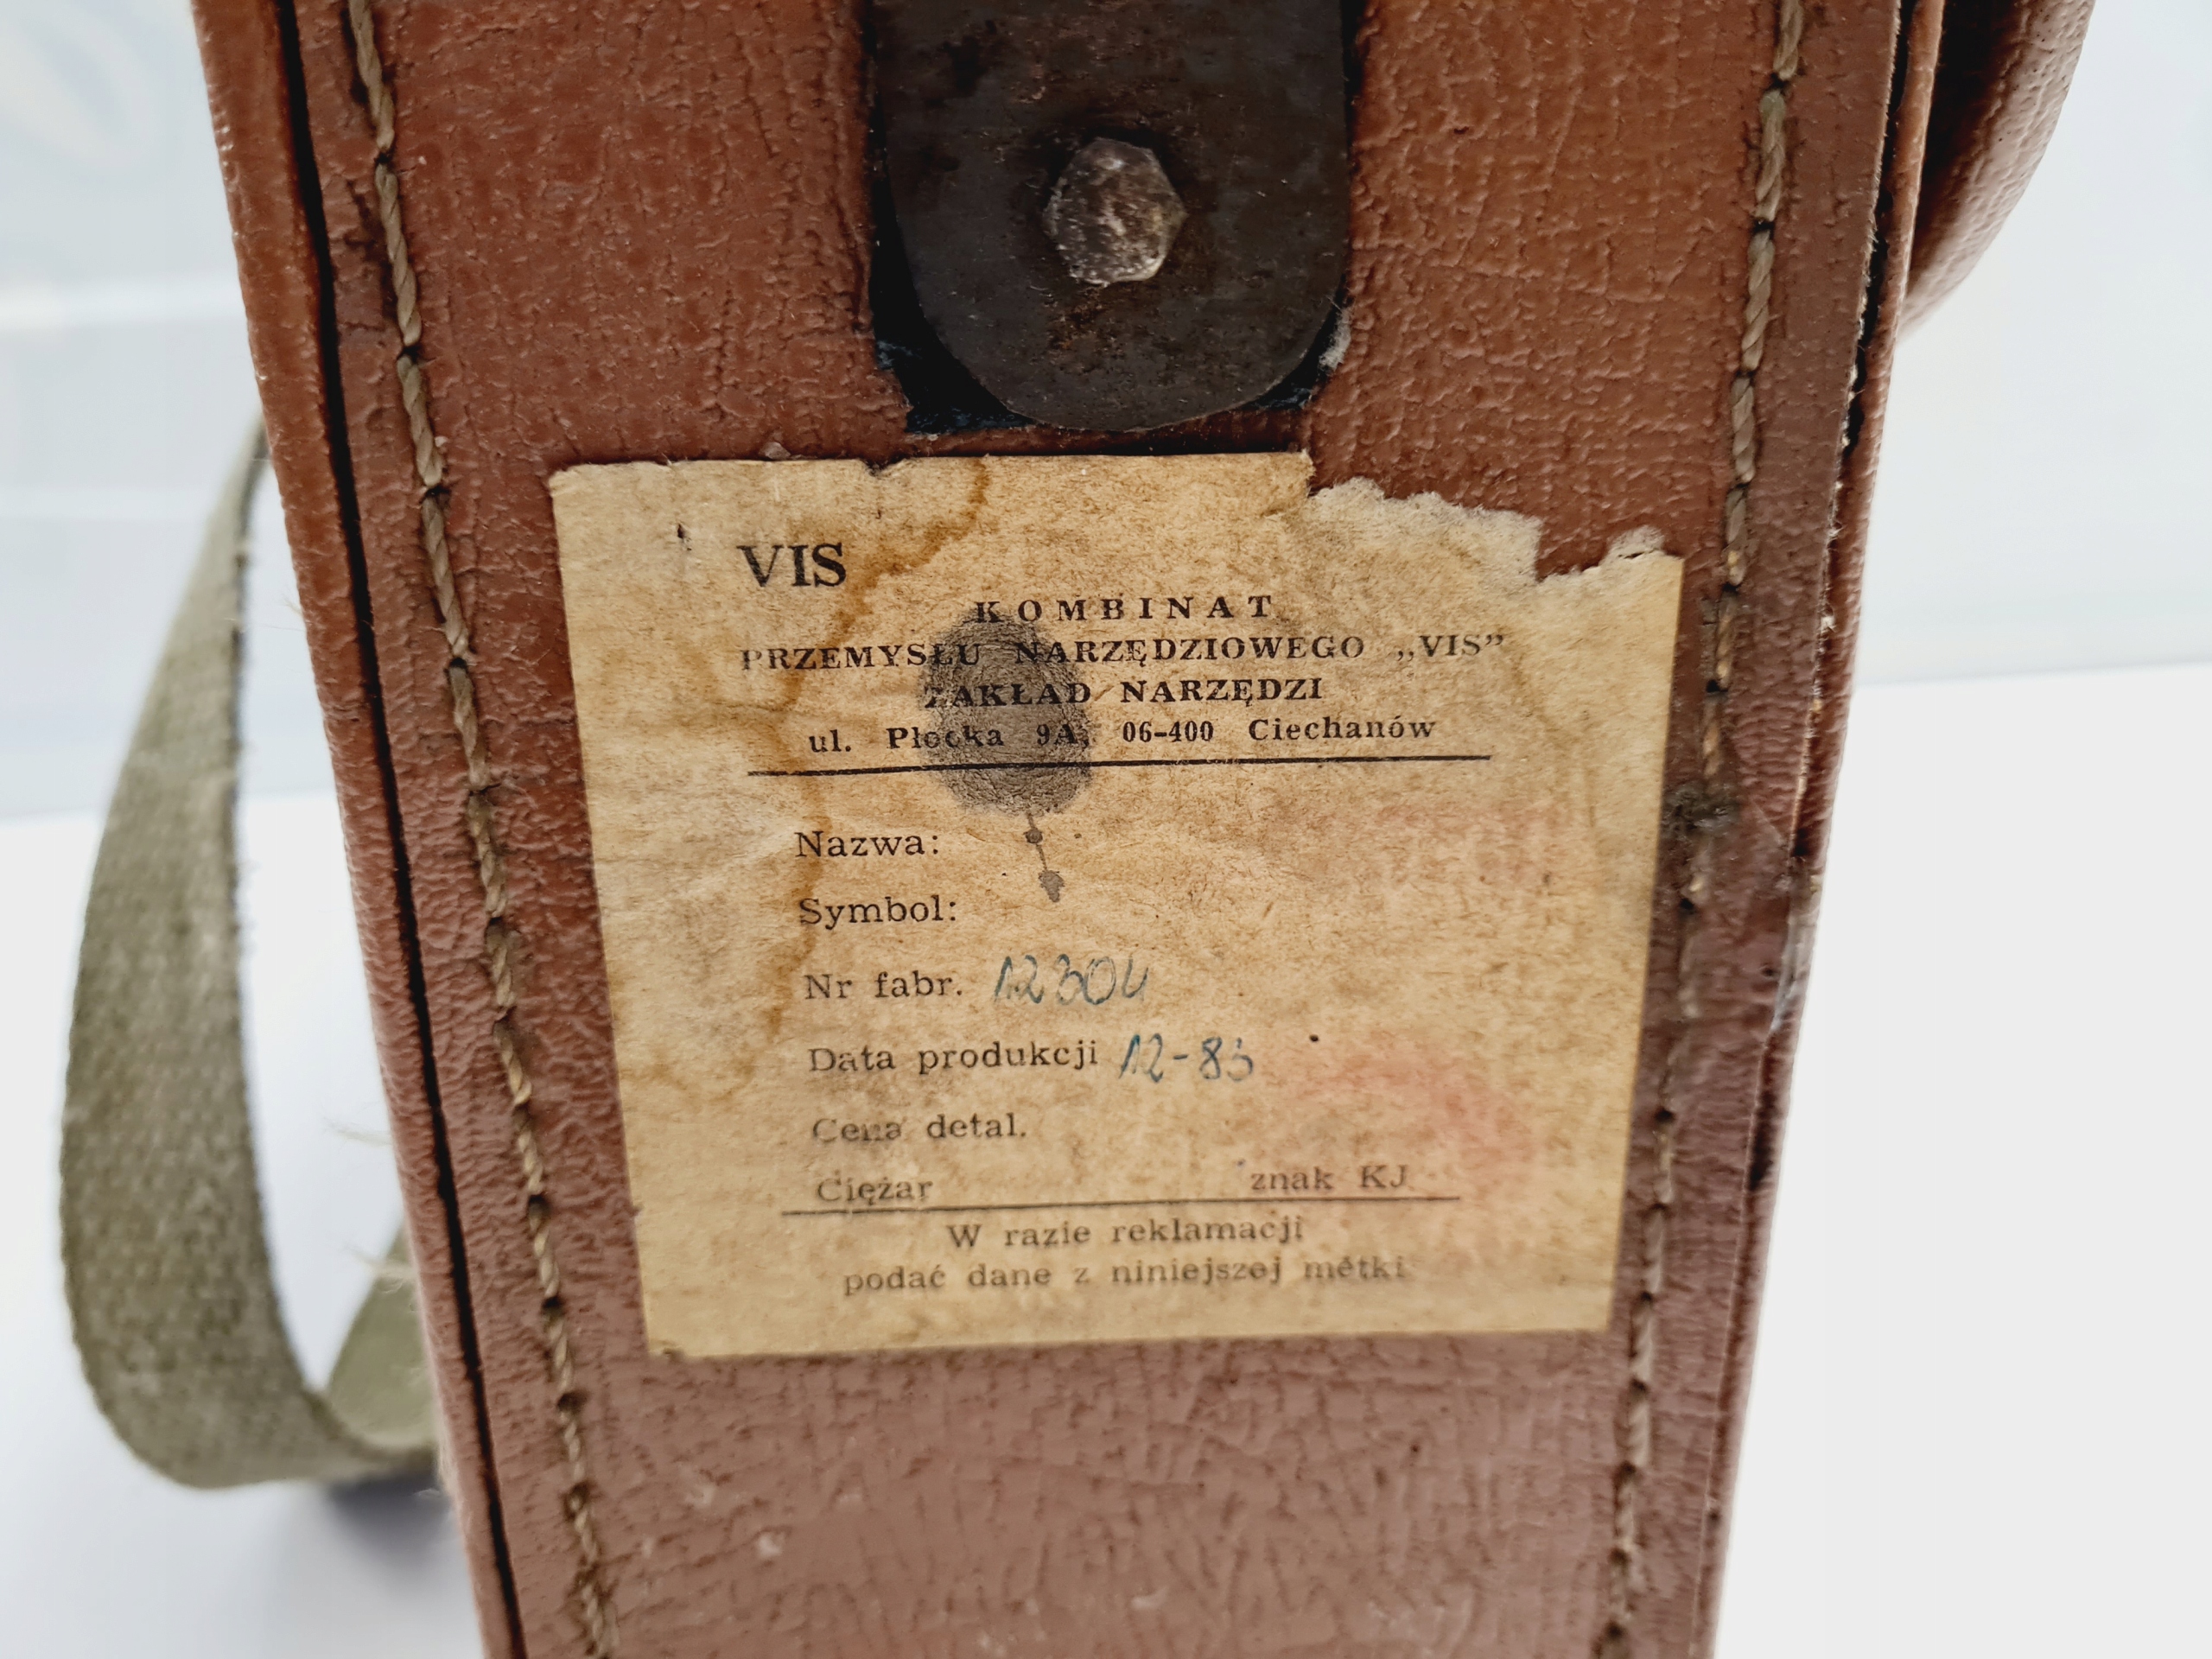 VIS
KOMBINAT
PRZEMYSŁU NARZĘDZIOWEGO „VIS”
ZAKŁAD NARZĘDZI
ul. Płocka 9A, 06-400 Ciechanów
Nazwa:
Symbol:
Nr fabr. 12304
Data produkcji 12-83
Cena detal.
Ciężar znak KJ
W razie reklamacji
podać dane z niniejszej metki